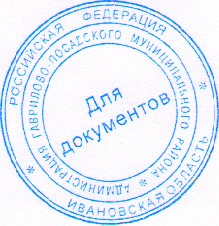 РОССИЙСКАЯ ФЕДЕРАЦИЯ
ИВАНОВСКАЯ ОБЛАСТЬ
АДМИНИСТРАЦИЯ ГАВРИЛОВО-ПОСАДСКОГО МУНИЦИПАЛЬНОГО РАЙОНА
Для
документов